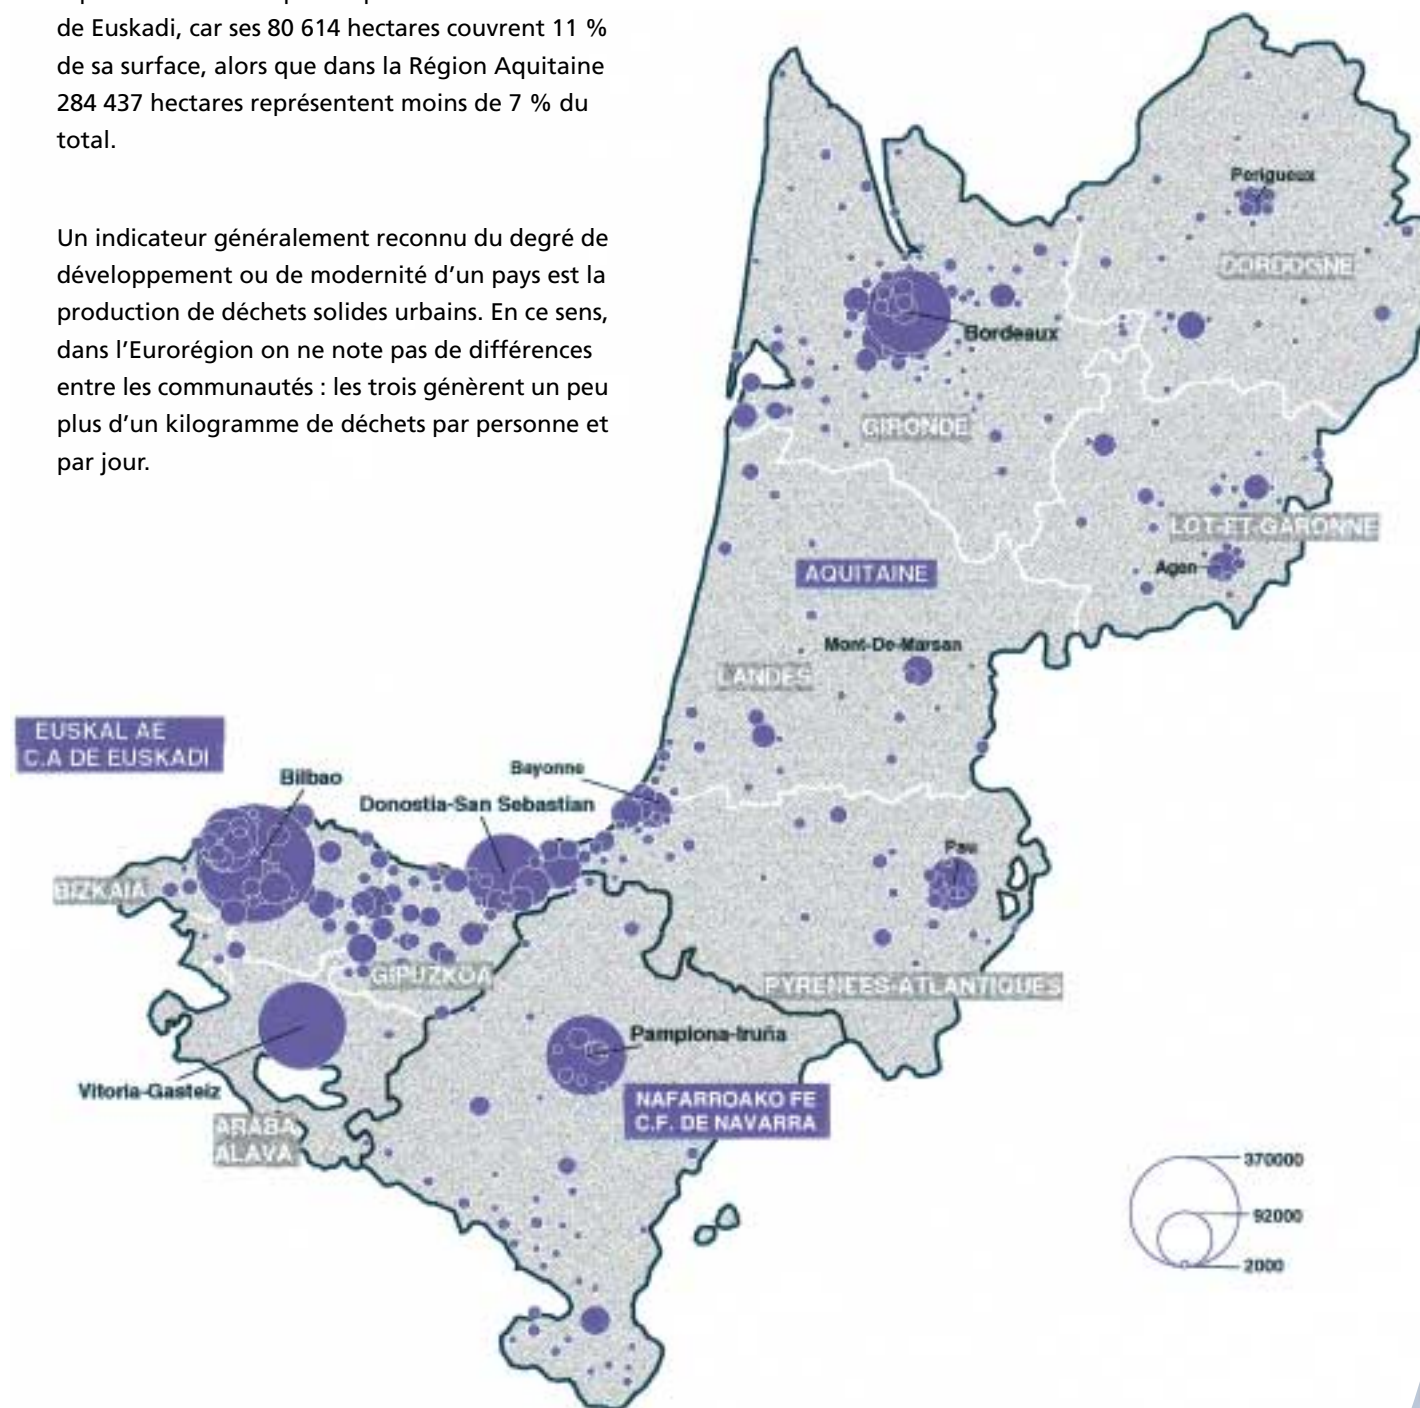 de Euskadi, car ses 80 614 hectares couvrent 11 %
de sa surface, alors que dans la Région Aquitaine
284 437 hectares représentent moins de 7 % du
total.
Un indicateur généralement reconnu du degré de
développement ou de modernité d’un pays est la
production de déchets solides urbains. En ce sens,
dans l’Eurorégion on ne note pas de différences
entre les communautés : les trois génèrent un peu
plus d’un kilogramme de déchets par personne et
par jour.
Perigueux
DORDOGNE
Bordeaux
GIRONDE
LOT-ET-GARONNE
Agen
AQUITAINE
Mont-De-Marsan
LANDES
EUSKAL AE
C.A DE EUSKADI
Bilbao
Bayonne
Donostia-San Sebastian
Pau
BIZKAIA
GIPUZKOA
PYRENEES-ATLANTIQUES
Pamplona-Iruña
Vitoria-Gasteiz
NAFARROAKO FE
C.F. DE NAVARRA
ARABA
ALAVA
370000
92000
2000